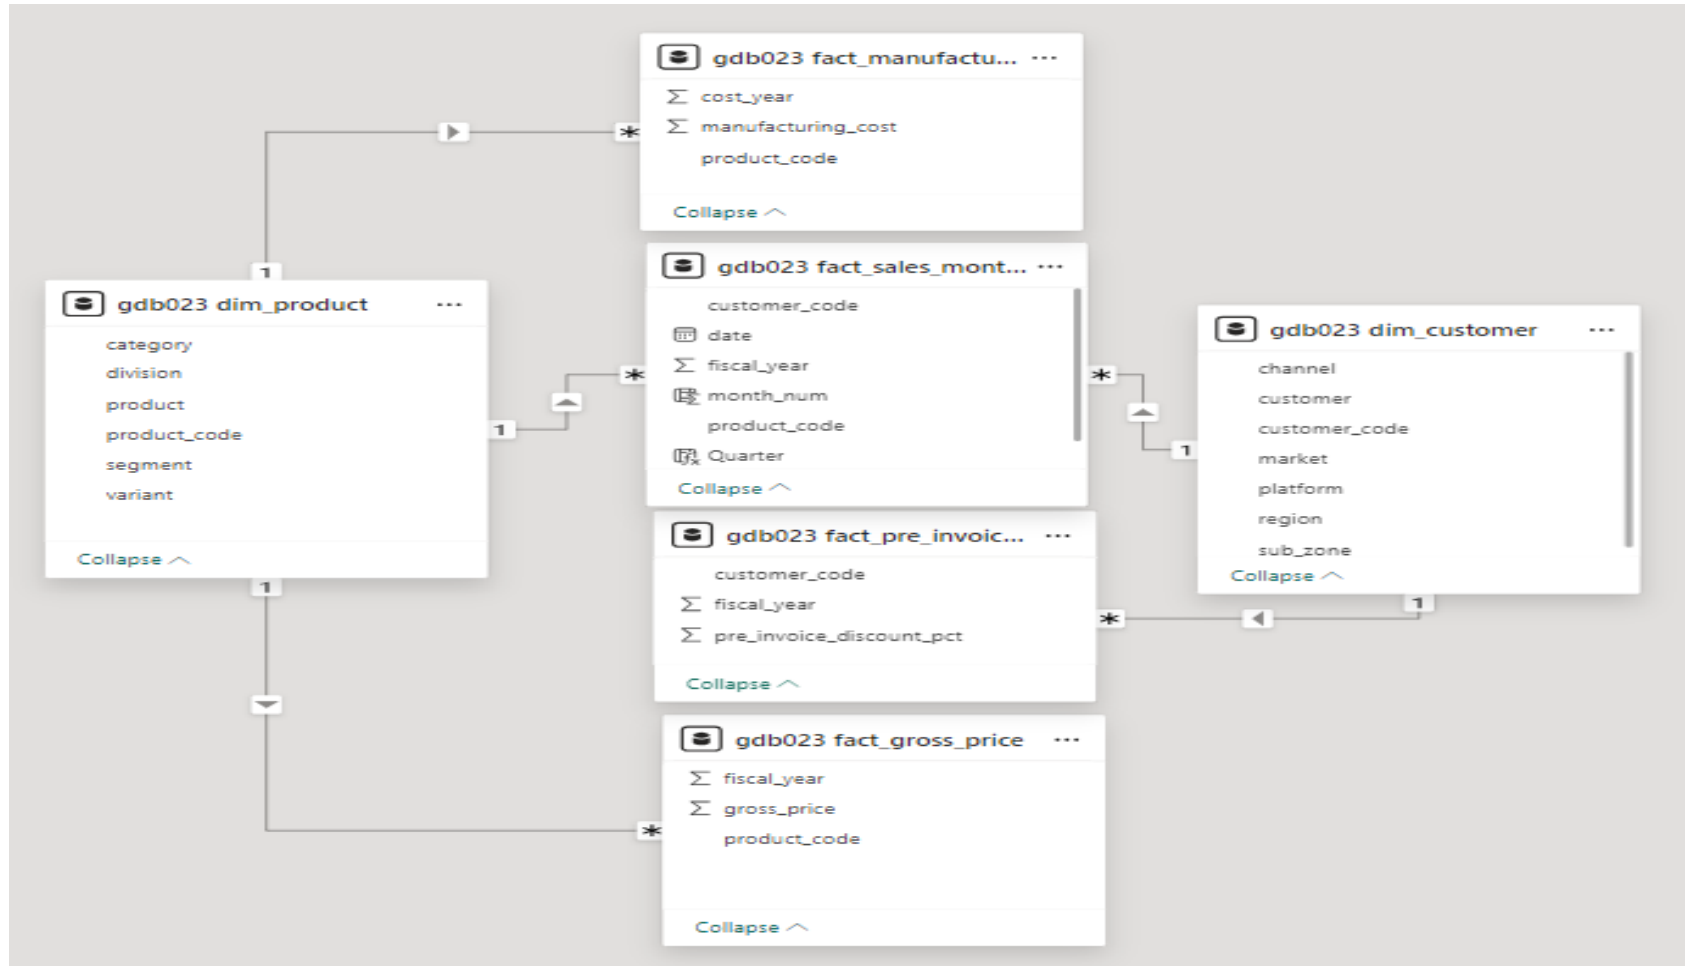 gdb023 fact_manufactu... ...
cost_year
manufacturing_cost
product_code
Collapse
*
1
gdb023 dim_product ...
category
division
product
product_code
segment
variant
Collapse
1
1
gdb023 fact_sales_mont... ...
customer_code
date
fiscal_year
month_num
product_code
Quarter
Collapse
*
*
1
gdb023 dim_customer ...
channel
customer
customer_code
market
platform
region
sub_zone
Collapse
1
gdb023 fact_pre_invoic... ...
customer_code
fiscal_year
pre_invoice_discount_pct
Collapse
*
gdb023 fact_gross_price ...
fiscal_year
gross_price
product_code
Collapse
*